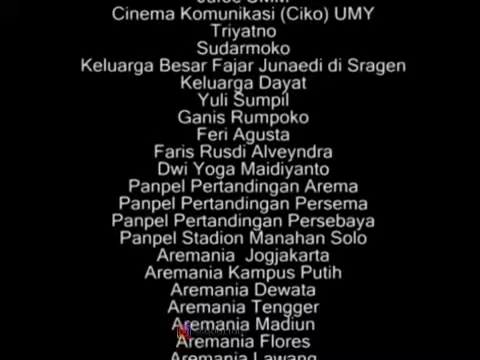 Cinema Komunikasi (Ciko) UMY
Triyatno
Sudarmoko
Keluarga Besar Fajar Junaedi di Sragen
Keluarga Dayat
Yuli Sumpil
Ganis Rumpoko
Feri Agusta
Faris Rusdi Alveyndra
Dwi Yoga Maidiyanto
Panpel Pertandingan Arema
Panpel Pertandingan Persema
Panpel Pertandingan Persebaya
Panpel Stadion Manahan Solo
Aremania Jogjakarta
Aremania Kampus Putih
Aremania Dewata
Aremania Tengger
Aremania Madiun
Aremania Flores
Aremania Lawang